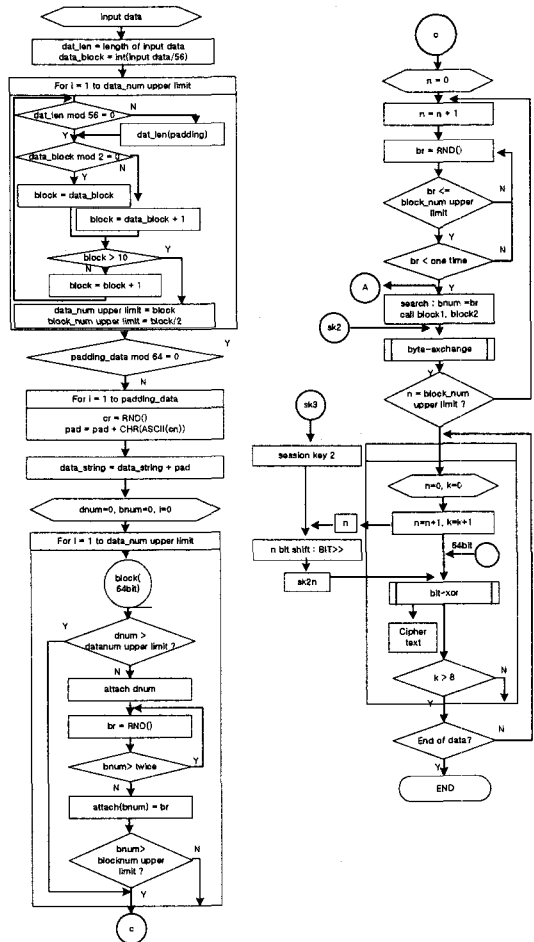 input data
dat_len = length of input data
data_block = int(input data/56)
For i = 1 to data_num upper limit
dat_len mod 56 = 0
N
Y
dat_len(padding)
data_block mod 2 = 0
N
Y
block = data_block
block = data_block + 1
block > 10
Y
N
block = block + 1
data_num upper limit = block
block_num upper limit = block/2
padding_data mod 64 = 0
Y
N
For i = 1 to padding_data
cr = RND()
pad = pad + CHR(ASCII(cn))
data_string = data_string + pad
dnum=0, bnum=0, i=0
For i = 1 to data_num upper limit
block(
64bit)
dnum >
datanum upper limit ?
Y
N
attach dnum
br = RND()
bnum> twice
Y
N
attach(bnum) = br
bnum>
blocknum upper
limit ?
N
Y
c
c
n = 0
n = n + 1
br = RND()
br <=
block_num upper
limit
N
Y
br < one time
N
Y
A
search : bnum =br
call block1, block2
sk2
byte-exchange
Y
n = block_num
upper limit ?
sk3
session key 2
n=0, k=0
n
n=n+1, k=k+1
n bit shift : BIT>>
64bit
sk2n
bit-xor
Cipher
text
k > 8
N
Y
End of data?
N
Y
END